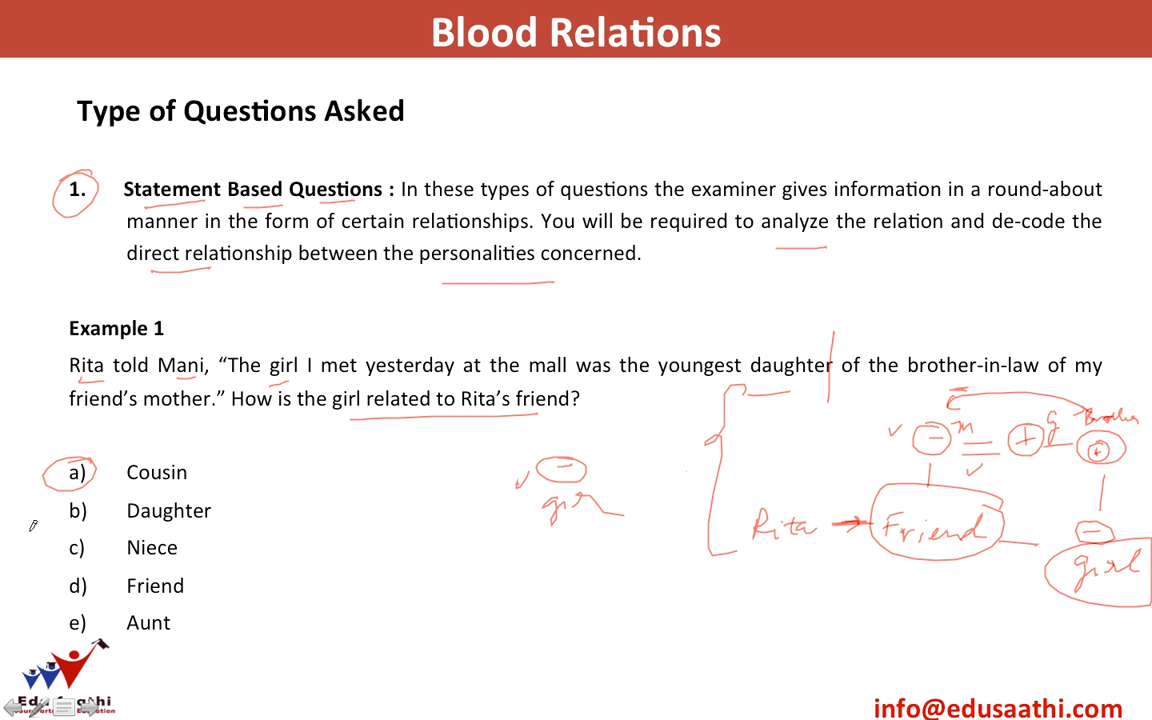 Blood Relations
Type of Questions Asked
1. Statement Based Questions : In these types of questions the examiner gives information in a round-about
manner in the form of certain relationships. You will be required to analyze the relation and de-code the
direct relationship between the personalities concerned.
Example 1
Rita told Mani, “The girl I met yesterday at the mall was the youngest daughter of the brother-in-law of my
friend’s mother.” How is the girl related to Rita’s friend?
m g Brother
a) Cousin
girl
b) Daughter
Rita Friend
c) Niece
girl
d) Friend
e) Aunt
info@edusaathi.com